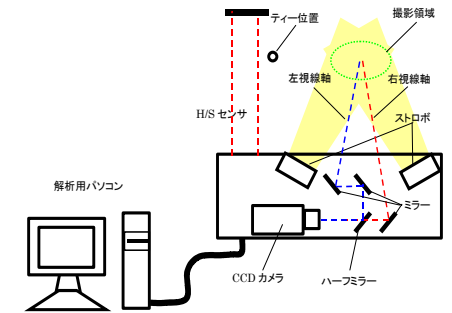 ティー位置
撮影領域
左視線軸
右視線軸
H/S センサ
ストロボ
解析用パソコン
ミラー
CCD カメラ
ハーフミラー